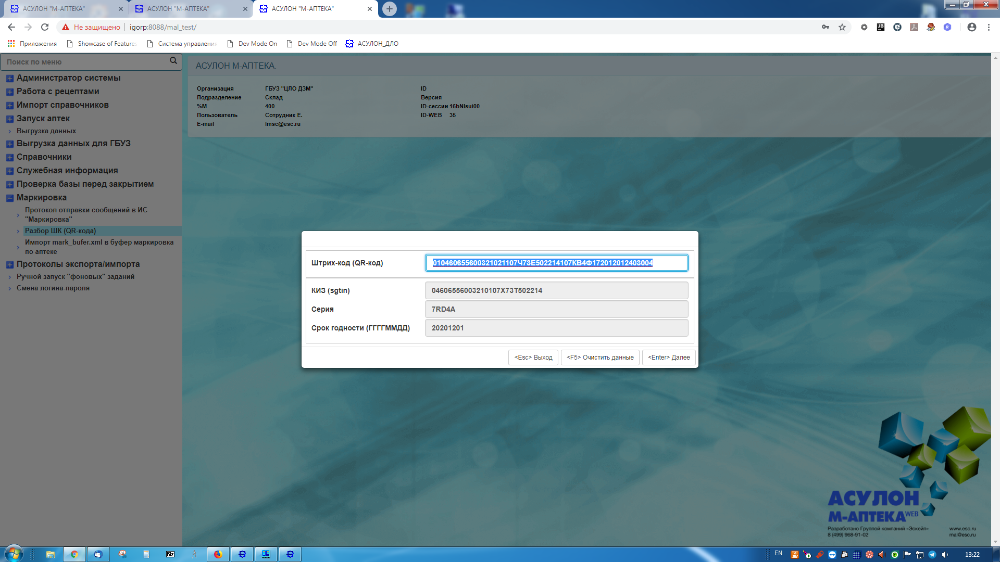 АСУЛОН "М-АПТЕКА"
АСУЛОН "М-АПТЕКА"
АСУЛОН "М-АПТЕКА"
Не защищено
igorp:8088/mal_test/
Приложения
Showcase of Features
Система управления
Dev Mode On
Dev Mode Off
АСУЛОН_ДЛО
Поиск по меню
Администратор системы
Работа с рецептами
Импорт справочников
Запуск аптек
Выгрузка данных
Выгрузка данных для ГБУЗ
Справочники
Служебная информация
Проверка базы перед закрытием
Маркировка
Протокол отправки сообщений в ИС
"Маркировка"
Разбор ШК (QR-кода)
Импорт mark_bufer.xml в буфер маркировка
по аптеке
Протоколы экспорта/импорта
Ручной запуск "фоновых" заданий
Смена логина-пароля
АСУЛОН М-АПТЕКА.
Организация ГБУЗ "ЦЛО ДЗМ" ID
Подразделение Склад Версия
%M 400 ID-сессии 16bNlsui00
Пользователь Сотрудник Е. ID-WEB 35
E-mail lmsc@esc.ru
Штрих-код (QR-код) 010460655600321021107Ч73Е502214107КВ4Ф172012012403004
КИЗ (sgtin) 04606556003210107X73T502214
Серия 7RD4A
Срок годности (ГГГГММДД) 20201201
<Esc> Выход
<F5> Очистить данные
<Enter> Далее
АСУЛОН
М-АПТЕКА WEB
Разработано Группой компаний «Эскейп» www.esc.ru
8 (499) 968-91-02 mal@esc.ru
EN
13:22